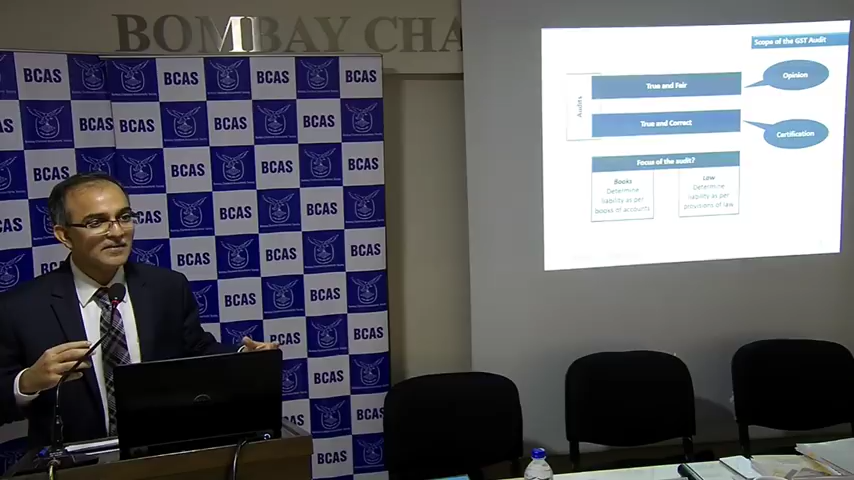 BOMBAY CHA
BCAS
Scope of the GST Audit
Audits
True and Fair
Opinion
True and Correct
Certification
Focus of the audit?
Books
Determine
liability as per
books of accounts
Law
Determine
liability as per
provisions of law